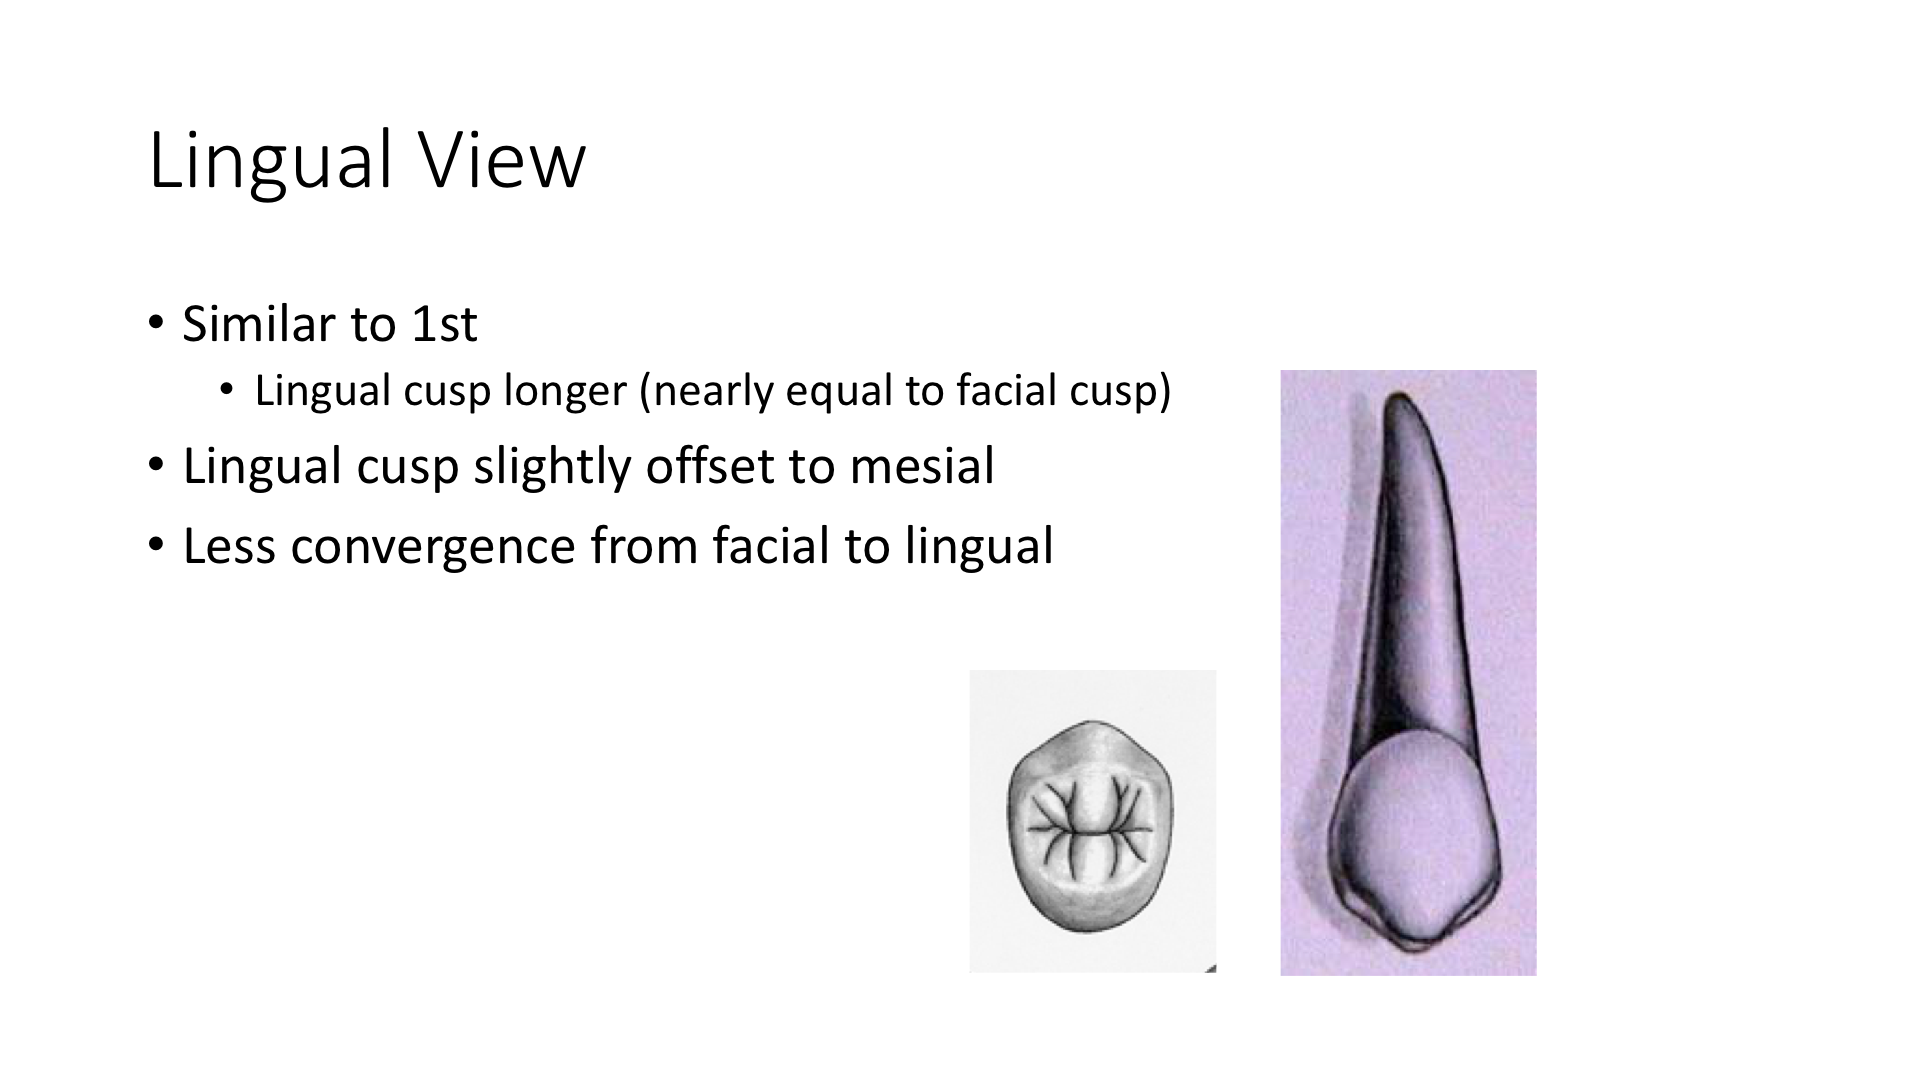 Lingual View
• Similar to 1st
• Lingual cusp longer (nearly equal to facial cusp)
• Lingual cusp slightly offset to mesial
• Less convergence from facial to lingual